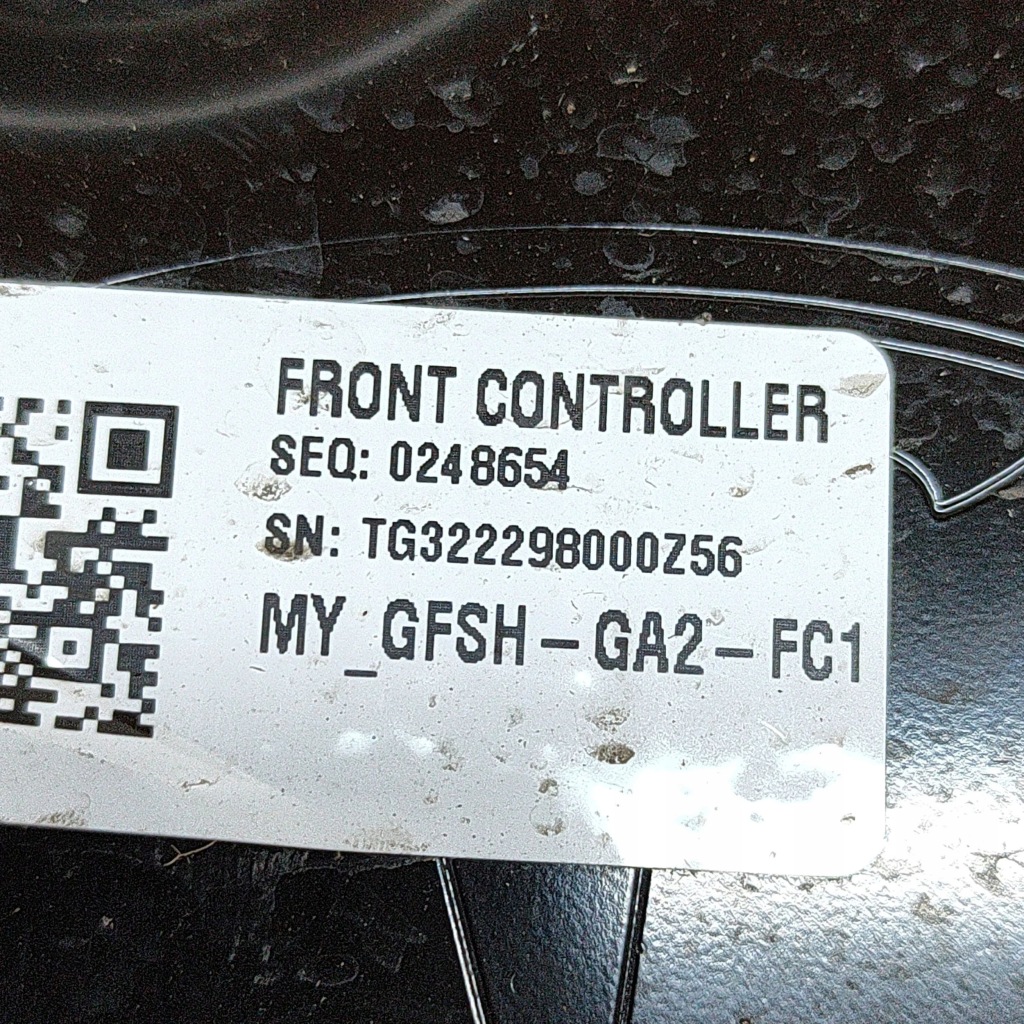 FRONT CONTROLLER
SEQ: 0248654
SN: TG322298000Z56
MY_GFSH-GA2-FC1